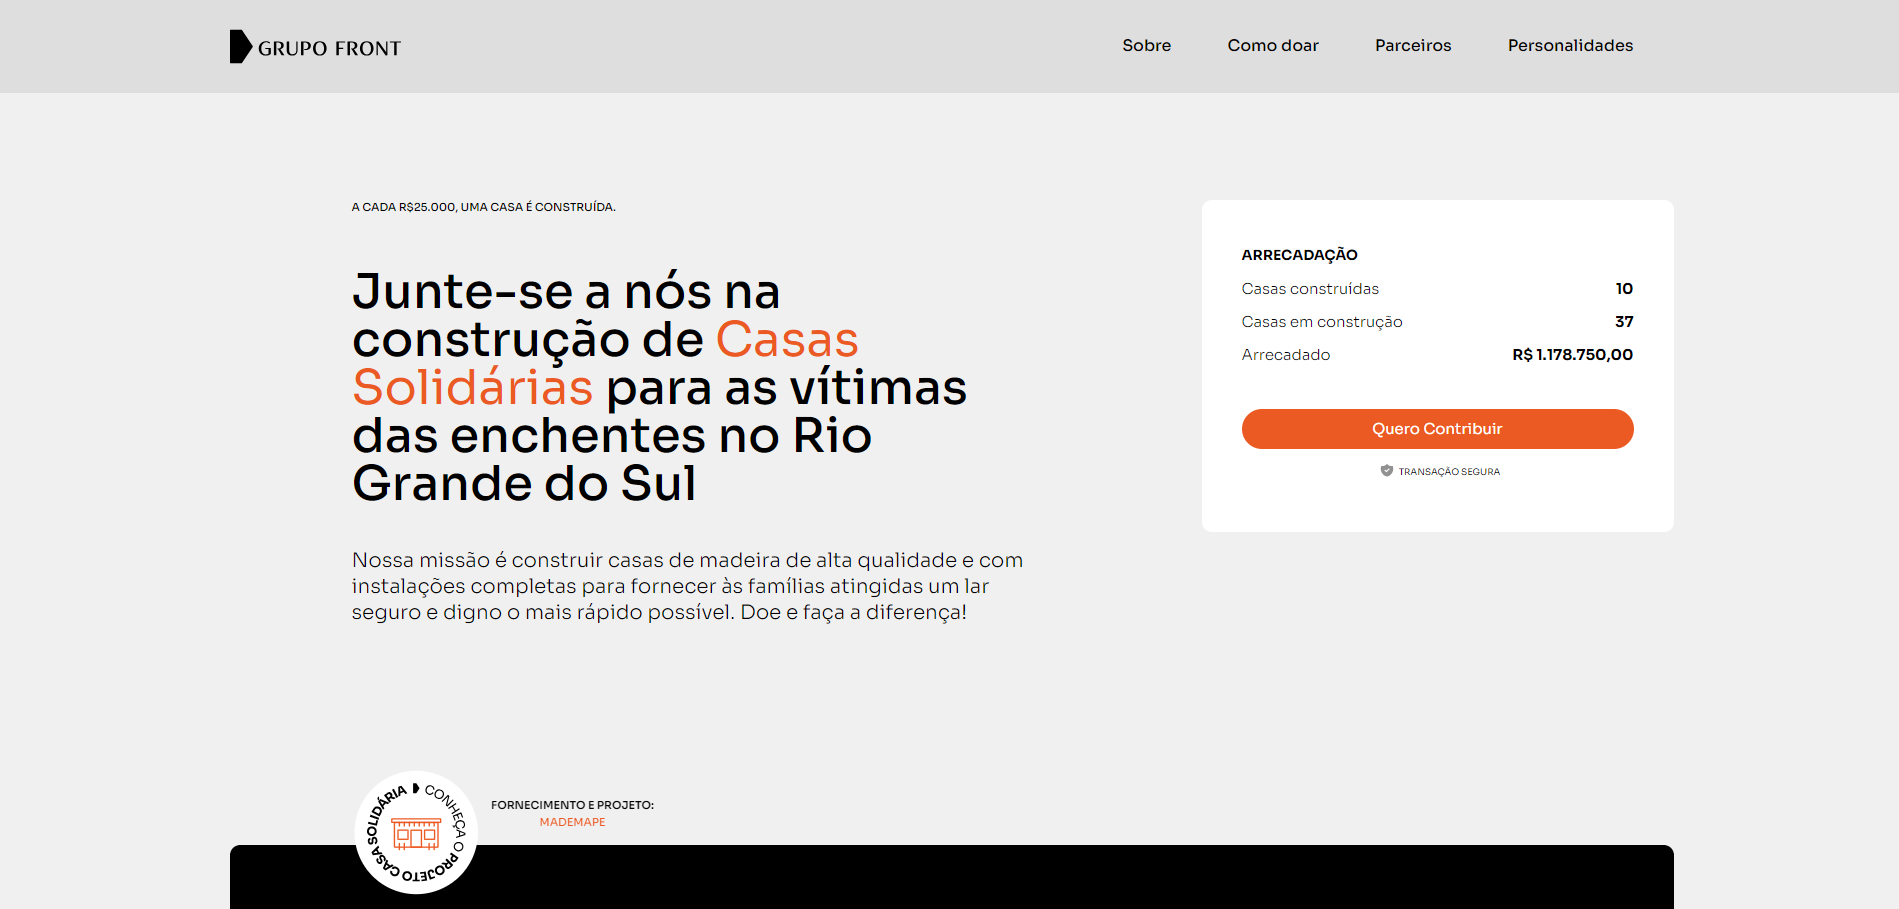 GRUPO FRONT
Sobre Como doar Parceiros Personalidades
A CADA R$25.000, UMA CASA É CONSTRUÍDA.
Junte-se a nós na
construção de Casas
Solidárias para as vítimas
das enchentes no Rio
Grande do Sul
Nossa missão é construir casas de madeira de alta qualidade e com
instalações completas para fornecer às famílias atingidas um lar
seguro e digno o mais rápido possível. Doe e faça a diferença!
ARRECADAÇÃO
Casas construídas 10
Casas em construção 37
Arrecadado R$ 1.178.750,00
Quero Contribuir
TRANSAÇÃO SEGURA
CONHEÇA O PROJETO CASA SOLIDÁRIA
FORNECIMENTO E PROJETO:
MADEMAPE